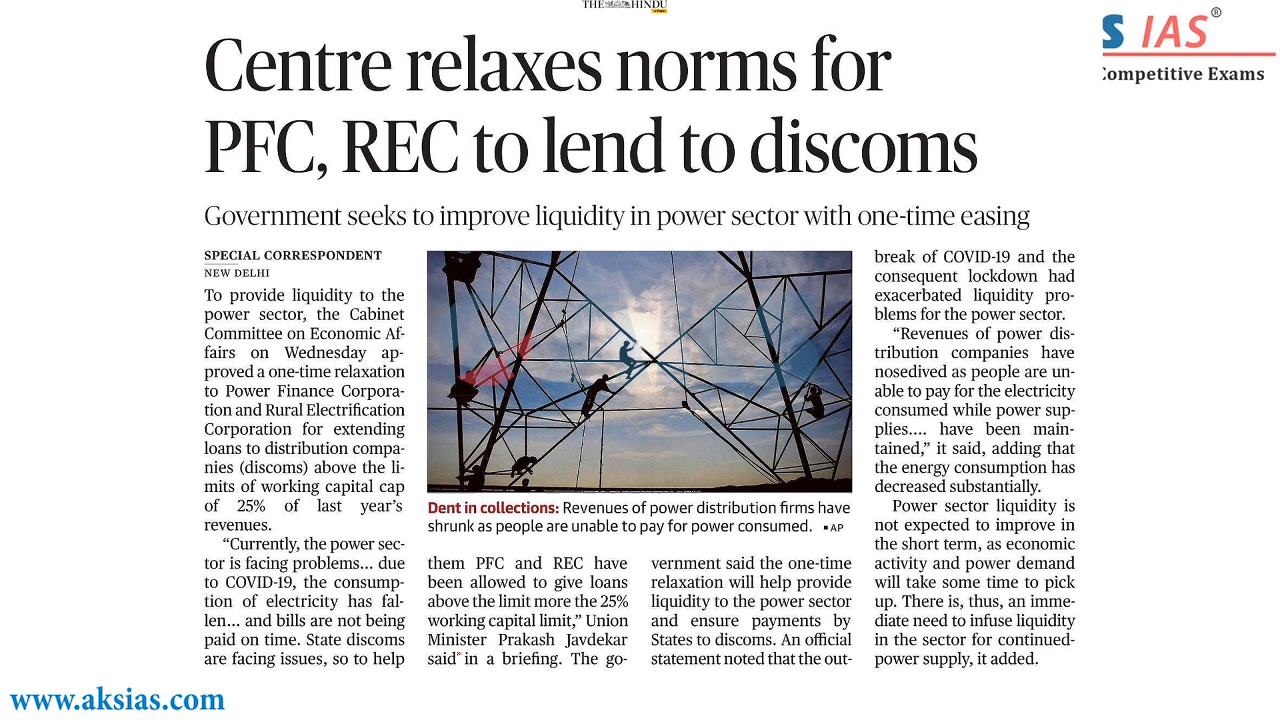 THE HINDU
S IAS®
Competitive Exams
Centre relaxes norms for
PFC, REC to lend to discoms
Government seeks to improve liquidity in power sector with one-time easing
SPECIAL CORRESPONDENT
NEW DELHI
To provide liquidity to the
power sector, the Cabinet
Committee on Economic Af-
fairs on Wednesday ap-
proved a one-time relaxation
to Power Finance Corpora-
tion and Rural Electrification
Corporation for extending
loans to distribution compa-
nies (discoms) above the li-
mits of working capital cap
of 25% of last year's
revenues.
“Currently, the power sec-
tor is facing problems... due
to COVID-19, the consump-
tion of electricity has fal-
len... and bills are not being
paid on time. State discoms
are facing issues, so to help
Dent in collections: Revenues of power distribution firms have
shrunk as people are unable to pay for power consumed. ▪ AP
them PFC and REC have
been allowed to give loans
above the limit more the 25%
working capital limit,” Union
Minister Prakash Javdekar
said in a briefing. The go-
vernment said the one-time
relaxation will help provide
liquidity to the power sector
and ensure payments by
States to discoms. An official
statement noted that the out-
break of COVID-19 and the
consequent lockdown had
exacerbated liquidity pro-
blems for the power sector.
“Revenues of power dis-
tribution companies have
nosedived as people are un-
able to pay for the electricity
consumed while power sup-
plies.... have been main-
tained,” it said, adding that
the energy consumption has
decreased substantially.
Power sector liquidity is
not expected to improve in
the short term, as economic
activity and power demand
will take some time to pick
up. There is, thus, an imme-
diate need to infuse liquidity
in the sector for continued-
power supply, it added.
www.aksias.com